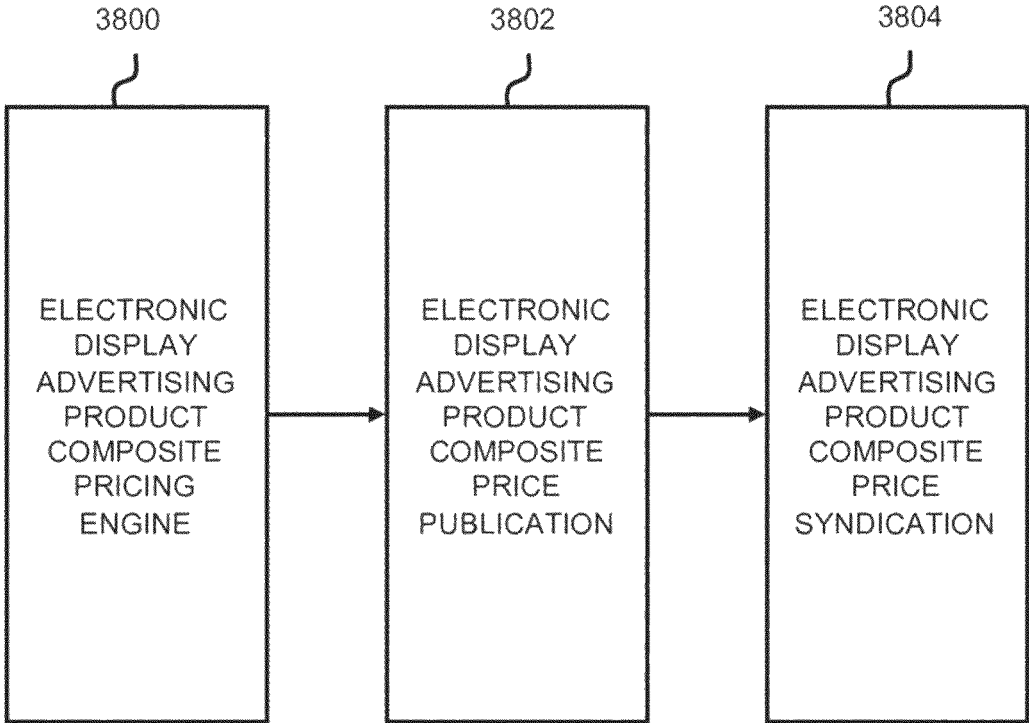 3800
3802
3804
ELECTRONIC
DISPLAY
ADVERTISING
PRODUCT
COMPOSITE
PRICING
ENGINE
ELECTRONIC
DISPLAY
ADVERTISING
PRODUCT
COMPOSITE
PRICE
PUBLICATION
ELECTRONIC
DISPLAY
ADVERTISING
PRODUCT
COMPOSITE
PRICE
SYNDICATION